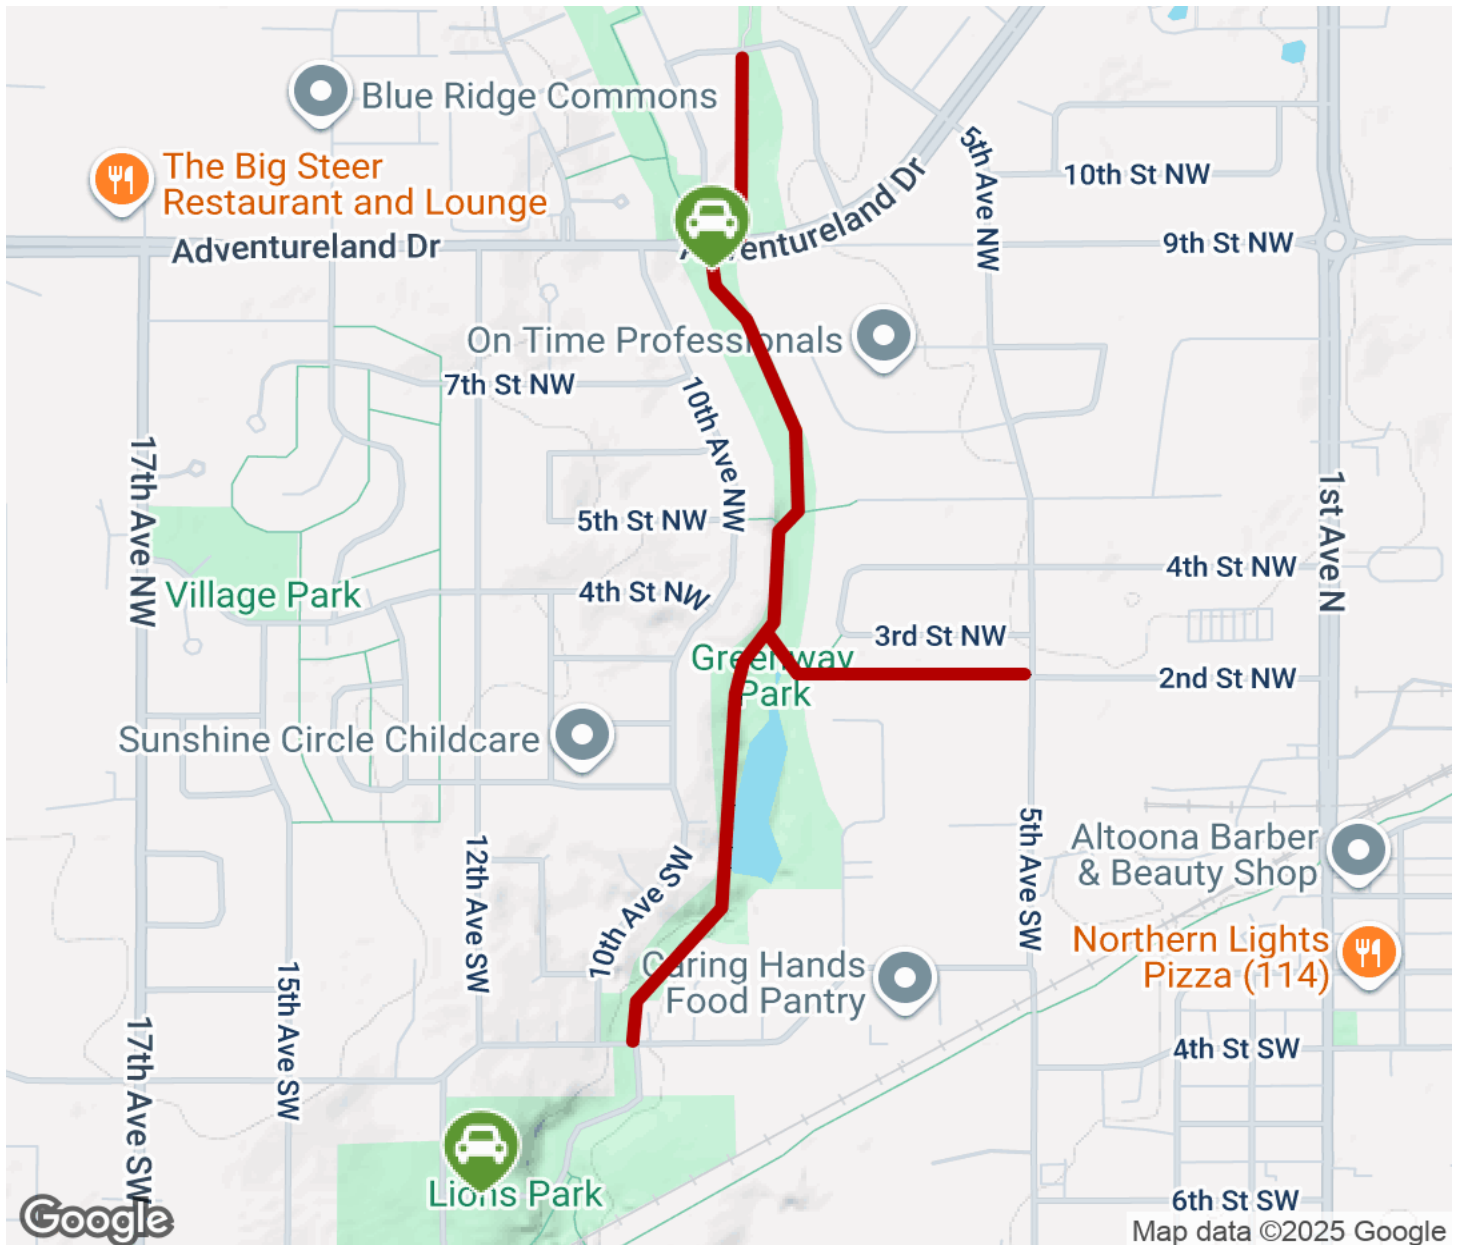 Blue Ridge Commons
The Big Steer
Restaurant and Lounge
5th Ave NW
10th St NW
Adventureland Dr
Adventureland Dr
9th St NW
On Time Professionals
7th St NW
10th Ave NW
17th Ave NW
1st Ave N
5th St NW
4th St NW
4th St NW
Village Park
3rd St NW
Greenway
Park
2nd St NW
Sunshine Circle Childcare
12th Ave SW
10th Ave SW
5th Ave SW
Altoona Barber
& Beauty Shop
Northern Lights
Pizza (114)
Caring Hands
Food Pantry
15th Ave SW
17th Ave SW
4th St SW
Lions Park
6th St SW
Google
Map data ©2025 Google